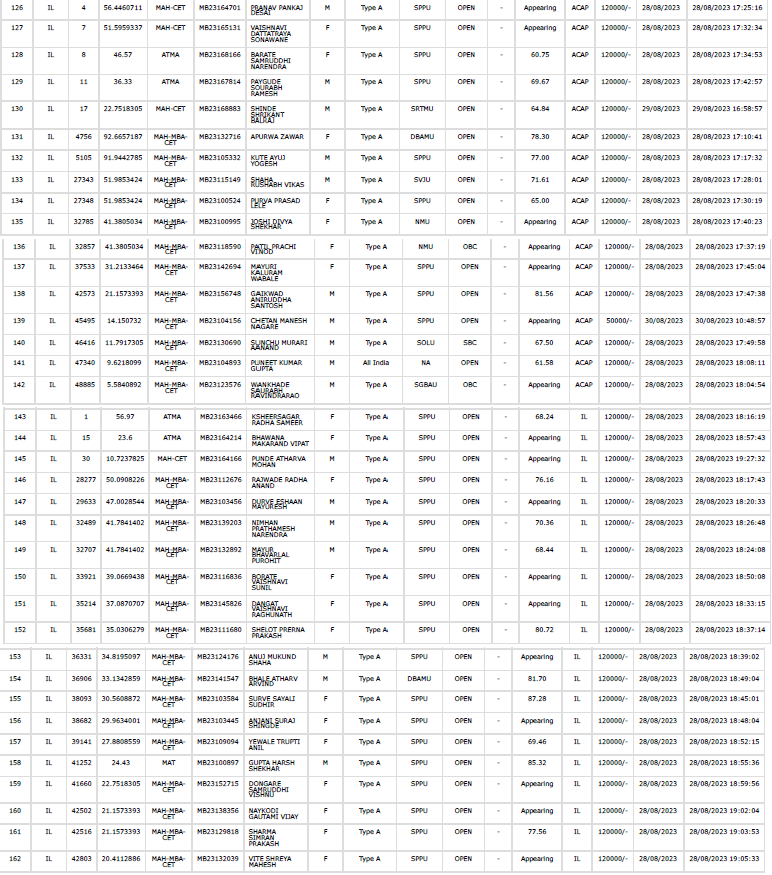 126 IL 4 56.4460711 MAH-CET MB23164701 PRANAV PANKAJ DESAI M Type A SPPU OPEN - Appearing ACAP 120000/- 28/08/2023 28/08/2023 17:25:16
127 IL 7 51.5959337 MAH-CET MB23165131 VAISHNAVI DATTATRAYA SONAWANE F Type A SPPU OPEN - Appearing ACAP 120000/- 28/08/2023 28/08/2023 17:32:34
128 IL 8 46.57 ATMA MB23168166 BARATE SAMRUDDHI NARENDRA F Type A SPPU OPEN - 60.75 ACAP 120000/- 28/08/2023 28/08/2023 17:34:53
129 IL 11 36.33 ATMA MB23167814 PAYGUDE SOURABH RAMESH M Type A SPPU OPEN - 69.67 ACAP 120000/- 28/08/2023 28/08/2023 17:42:57
130 IL 17 22.7518305 MAH-CET MB23168883 SHINDE SHRIKANT BALRAJ M Type A SRTMU OPEN - 64.84 ACAP 120000/- 29/08/2023 29/08/2023 16:58:57
131 IL 4756 92.6657187 MAH-MBA-CET MB23132716 APURWA ZAWAR F Type A DBAMU OPEN - 78.30 ACAP 120000/- 28/08/2023 28/08/2023 17:10:41
132 IL 5105 91.9442785 MAH-MBA-CET MB23105332 KUTE AYUJ YOGESH M Type A SPPU OPEN - 77.00 ACAP 120000/- 28/08/2023 28/08/2023 17:17:32
133 IL 27343 51.9853424 MAH-MBA-CET MB23115149 SHAHA RUSHABH VIKAS M Type A SVJU OPEN - 71.61 ACAP 120000/- 28/08/2023 28/08/2023 17:28:01
134 IL 27348 51.9853424 MAH-MBA-CET MB23100524 PURVA PRASAD LELE F Type A SPPU OPEN - 65.00 ACAP 120000/- 28/08/2023 28/08/2023 17:30:19
135 IL 32785 41.3805034 MAH-MBA-CET MB23100995 JOSHI DIVYA SHEKHAR F Type A NMU OPEN - Appearing ACAP 120000/- 28/08/2023 28/08/2023 17:40:23
136 IL 32857 41.3805034 MAH-MBA-CET MB23118590 PATIL PRACHI VINOD F Type A NMU OBC - Appearing ACAP 120000/- 28/08/2023 28/08/2023 17:37:19
137 IL 37533 31.2133464 MAH-MBA-CET MB23142694 MAYURI KALURAM WABALE F Type A SPPU OPEN - Appearing ACAP 120000/- 28/08/2023 28/08/2023 17:45:04
138 IL 42573 21.1573393 MAH-MBA-CET MB23156748 GAIKWAD ANIRUDDHA SANTOSH M Type A SPPU OPEN - 81.56 ACAP 120000/- 28/08/2023 28/08/2023 17:47:38
139 IL 45495 14.150732 MAH-MBA-CET MB23104156 CHETAN MANESH NAGARE M Type A SPPU OPEN - Appearing ACAP 50000/- 30/08/2023 30/08/2023 10:48:57
140 IL 46416 11.7917305 MAH-MBA-CET MB23130690 SUNCHU MURARI AANAND M Type A SOLU SBC - 67.50 ACAP 120000/- 28/08/2023 28/08/2023 17:49:58
141 IL 47340 9.6218099 MAH-MBA-CET MB23104893 PUNEET KUMAR GUPTA M All India NA OPEN - 61.58 ACAP 120000/- 28/08/2023 28/08/2023 18:08:11
142 IL 48885 5.5840892 MAH-MBA-CET MB23123576 WANKHADE SAURABH RAVINDRARAO M Type A SGBAU OBC - Appearing ACAP 120000/- 28/08/2023 28/08/2023 18:04:54
143 IL 1 56.97 ATMA MB23163466 KSHEERSAGAR RADHA SAMEER F Type A SPPU OPEN - 68.24 IL 120000/- 28/08/2023 28/08/2023 18:16:19
144 IL 15 23.6 ATMA MB23164214 BHAWANA MAKARAND VIPAT F Type A SPPU OPEN - Appearing IL 120000/- 28/08/2023 28/08/2023 18:57:43
145 IL 30 10.7237825 MAH-CET MB23164166 PUNDE ATHARVA MOHAN M Type A SPPU OPEN - Appearing IL 120000/- 28/08/2023 28/08/2023 19:27:32
146 IL 28277 50.0908226 MAH-MBA-CET MB23112676 RAJWADE RADHA ANAND F Type A SPPU OPEN - 76.16 IL 120000/- 28/08/2023 28/08/2023 18:17:43
147 IL 29633 47.0028544 MAH-MBA-CET MB23103456 DURVE ESHAAN MAYURESH M Type A SPPU OPEN - Appearing IL 120000/- 28/08/2023 28/08/2023 18:20:33
148 IL 32489 41.7841402 MAH-MBA-CET MB23139203 NIMHAN PRATHAMESH NARENDRA M Type A SPPU OPEN - 70.36 IL 120000/- 28/08/2023 28/08/2023 18:26:48
149 IL 32707 41.7841402 MAH-MBA-CET MB23132892 MAYUR BHAVARLAL PUROHIT M Type A SPPU OPEN - 68.44 IL 120000/- 28/08/2023 28/08/2023 18:24:08
150 IL 33921 39.0669438 MAH-MBA-CET MB23116836 BORATE VAISHNAVI SUNIL F Type A SPPU OPEN - Appearing IL 120000/- 28/08/2023 28/08/2023 18:50:08
151 IL 35214 37.0870707 MAH-MBA-CET MB23145826 DANGAT VAISHNAVI RAGHUNATH F Type A SPPU OPEN - Appearing IL 120000/- 28/08/2023 28/08/2023 18:33:15
152 IL 35681 35.0306279 MAH-MBA-CET MB23111680 SHELOT PRERNA PRAKASH F Type A SPPU OPEN - 80.72 IL 120000/- 28/08/2023 28/08/2023 18:37:14
153 IL 36331 34.8195097 MAH-MBA-CET MB23124176 ANUJ MUKUND SHAHA M Type A SPPU OPEN - Appearing IL 120000/- 28/08/2023 28/08/2023 18:39:02
154 IL 36906 33.1342859 MAH-MBA-CET MB23141547 BHALE ATHARV ARVIND M Type A DBAMU OPEN - 81.70 IL 120000/- 28/08/2023 28/08/2023 18:49:04
155 IL 38093 30.5608872 MAH-MBA-CET MB23103584 SURVE SAYALI SUDHIR F Type A SPPU OPEN - 87.28 IL 120000/- 28/08/2023 28/08/2023 18:45:01
156 IL 38682 29.9634001 MAH-MBA-CET MB23103445 ANJANI SURAJ SHINGDE F Type A SPPU OPEN - Appearing IL 120000/- 28/08/2023 28/08/2023 18:48:04
157 IL 39141 27.8808559 MAH-MBA-CET MB23109094 YEWALE TRUPTI ANIL F Type A SPPU OPEN - 69.46 IL 120000/- 28/08/2023 28/08/2023 18:52:15
158 IL 41252 24.43 MAT MB23100897 GUPTA HARSH SHEKHAR M Type A SPPU OPEN - 85.32 IL 120000/- 28/08/2023 28/08/2023 18:55:36
159 IL 41660 22.7518305 MAH-MBA-CET MB23152715 DONGARE SAMRUDDHI VISHNU F Type A SPPU OPEN - Appearing IL 120000/- 28/08/2023 28/08/2023 18:59:56
160 IL 42502 21.1573393 MAH-MBA-CET MB23138356 NAYKODI GAUTAMI VIJAY F Type A SPPU OPEN - Appearing IL 120000/- 28/08/2023 28/08/2023 19:02:04
161 IL 42516 21.1573393 MAH-MBA-CET MB23129818 SHARMA SIMRAN PRAKASH F Type A SPPU OPEN - 77.56 IL 120000/- 28/08/2023 28/08/2023 19:03:53
162 IL 42803 20.4112886 MAH-MBA-CET MB23132039 VITE SHREYA MAHESH F Type A SPPU OPEN - Appearing IL 120000/- 28/08/2023 28/08/2023 19:05:33